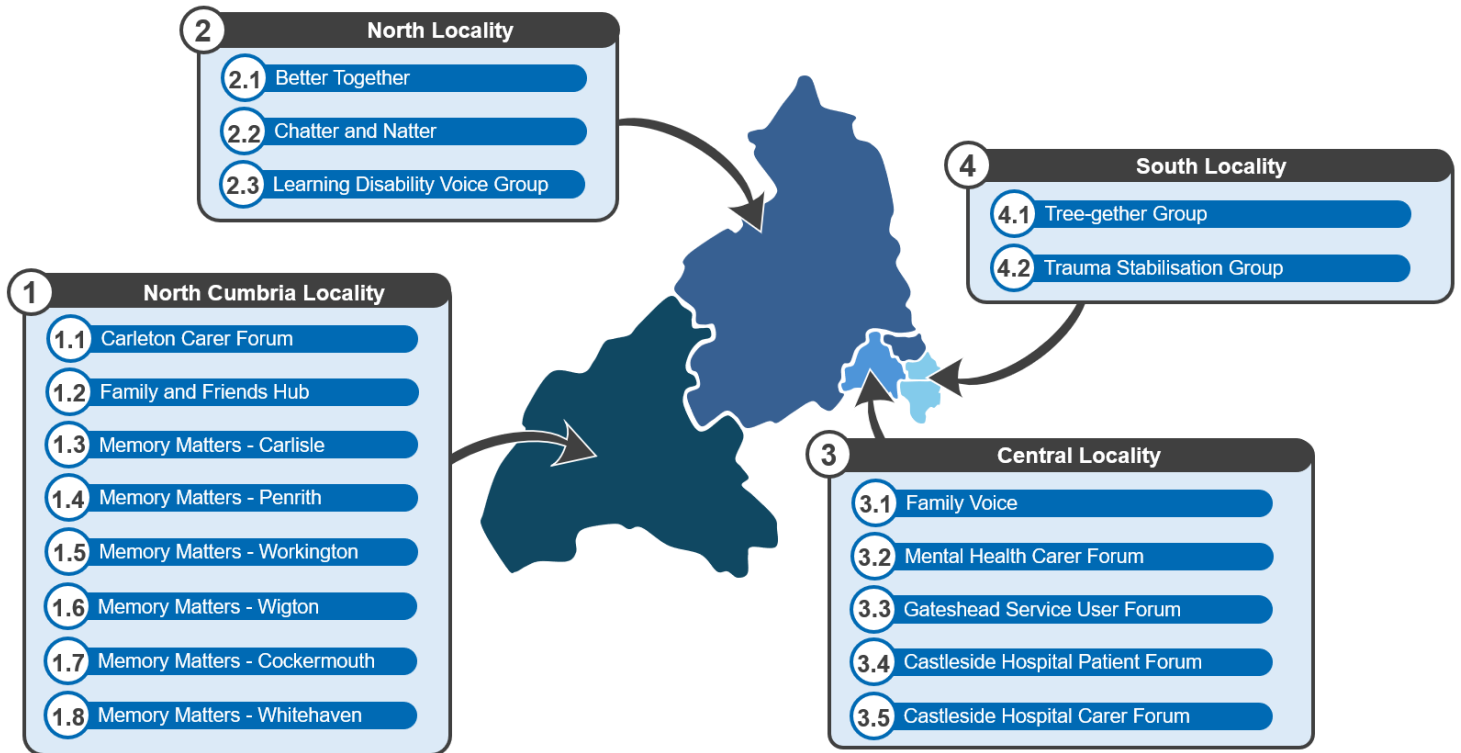 2 North Locality
2.1 Better Together
2.2 Chatter and Natter
2.3 Learning Disability Voice Group
4 South Locality
4.1 Tree-gether Group
4.2 Trauma Stabilisation Group
1 North Cumbria Locality
1.1 Carleton Carer Forum
1.2 Family and Friends Hub
1.3 Memory Matters - Carlisle
1.4 Memory Matters - Penrith
1.5 Memory Matters - Workington
1.6 Memory Matters - Wigton
1.7 Memory Matters - Cockermouth
1.8 Memory Matters - Whitehaven
3 Central Locality
3.1 Family Voice
3.2 Mental Health Carer Forum
3.3 Gateshead Service User Forum
3.4 Castleside Hospital Patient Forum
3.5 Castleside Hospital Carer Forum